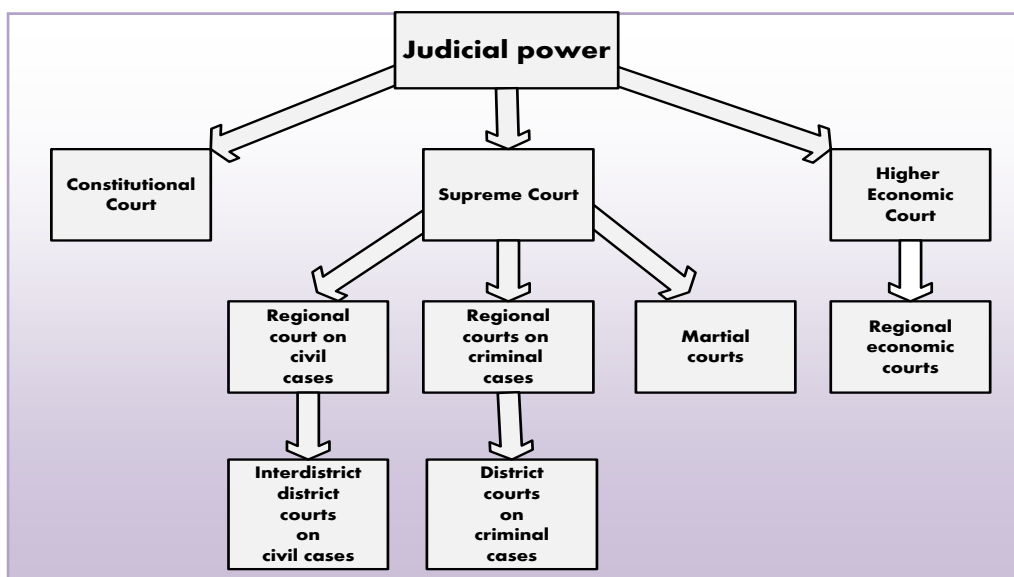 Judicial power
Constitutional
Court
Supreme Court
Higher
Economic
Court
Regional
court on
civil
cases
Regional
courts on
criminal
cases
Martial
courts
Regional
economic
courts
Interdistrict
district
courts
on
civil cases
District
courts
on
criminal
cases